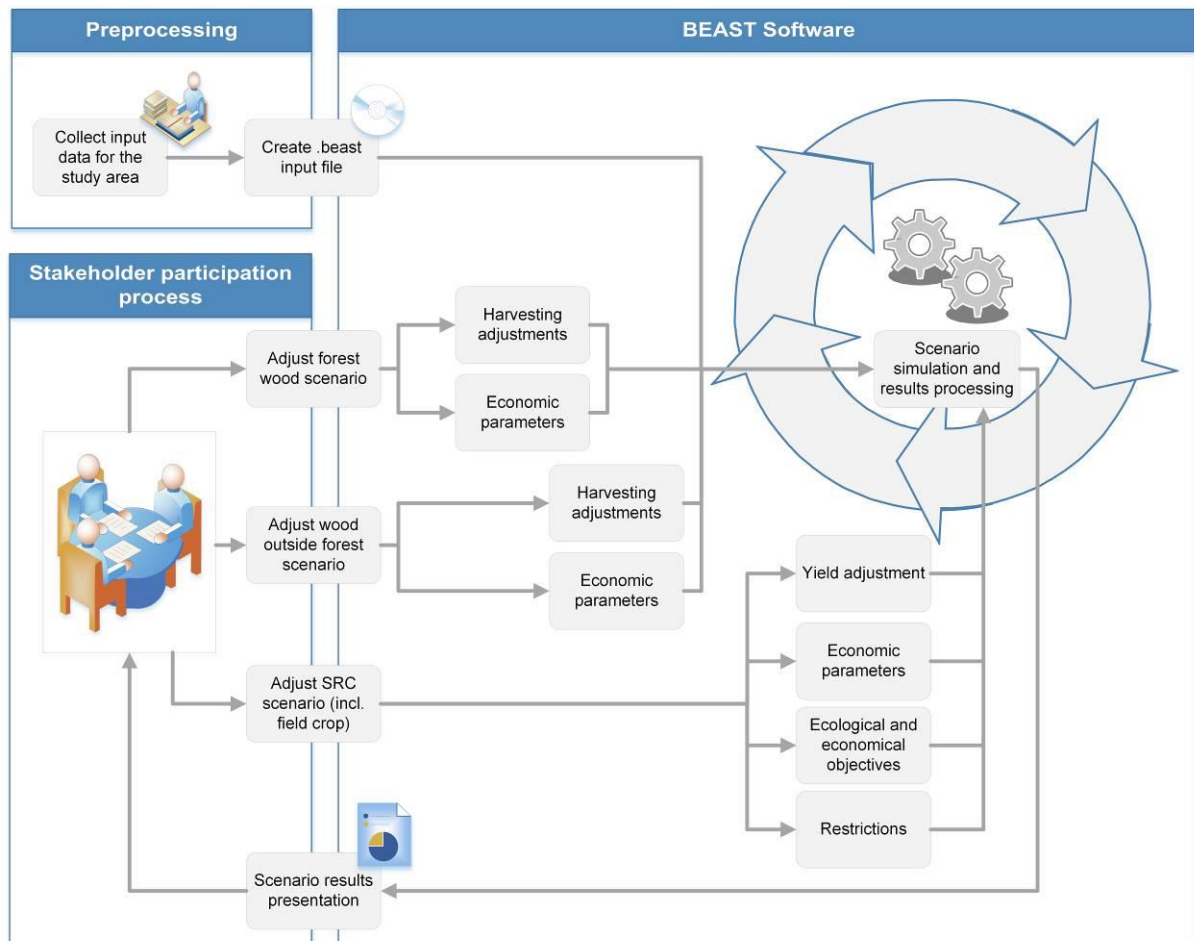 Preprocessing
BEAST Software
Collect input
data for the
study area
Create .beast
input file
Stakeholder participation
process
Adjust forest
wood scenario
Harvesting
adjustments
Economic
parameters
Scenario
simulation and
results processing
Adjust wood
outside forest
scenario
Harvesting
adjustments
Economic
parameters
Yield adjustment
Economic
parameters
Ecological and
economical
objectives
Restrictions
Adjust SRC
scenario (incl.
field crop)
Scenario results
presentation